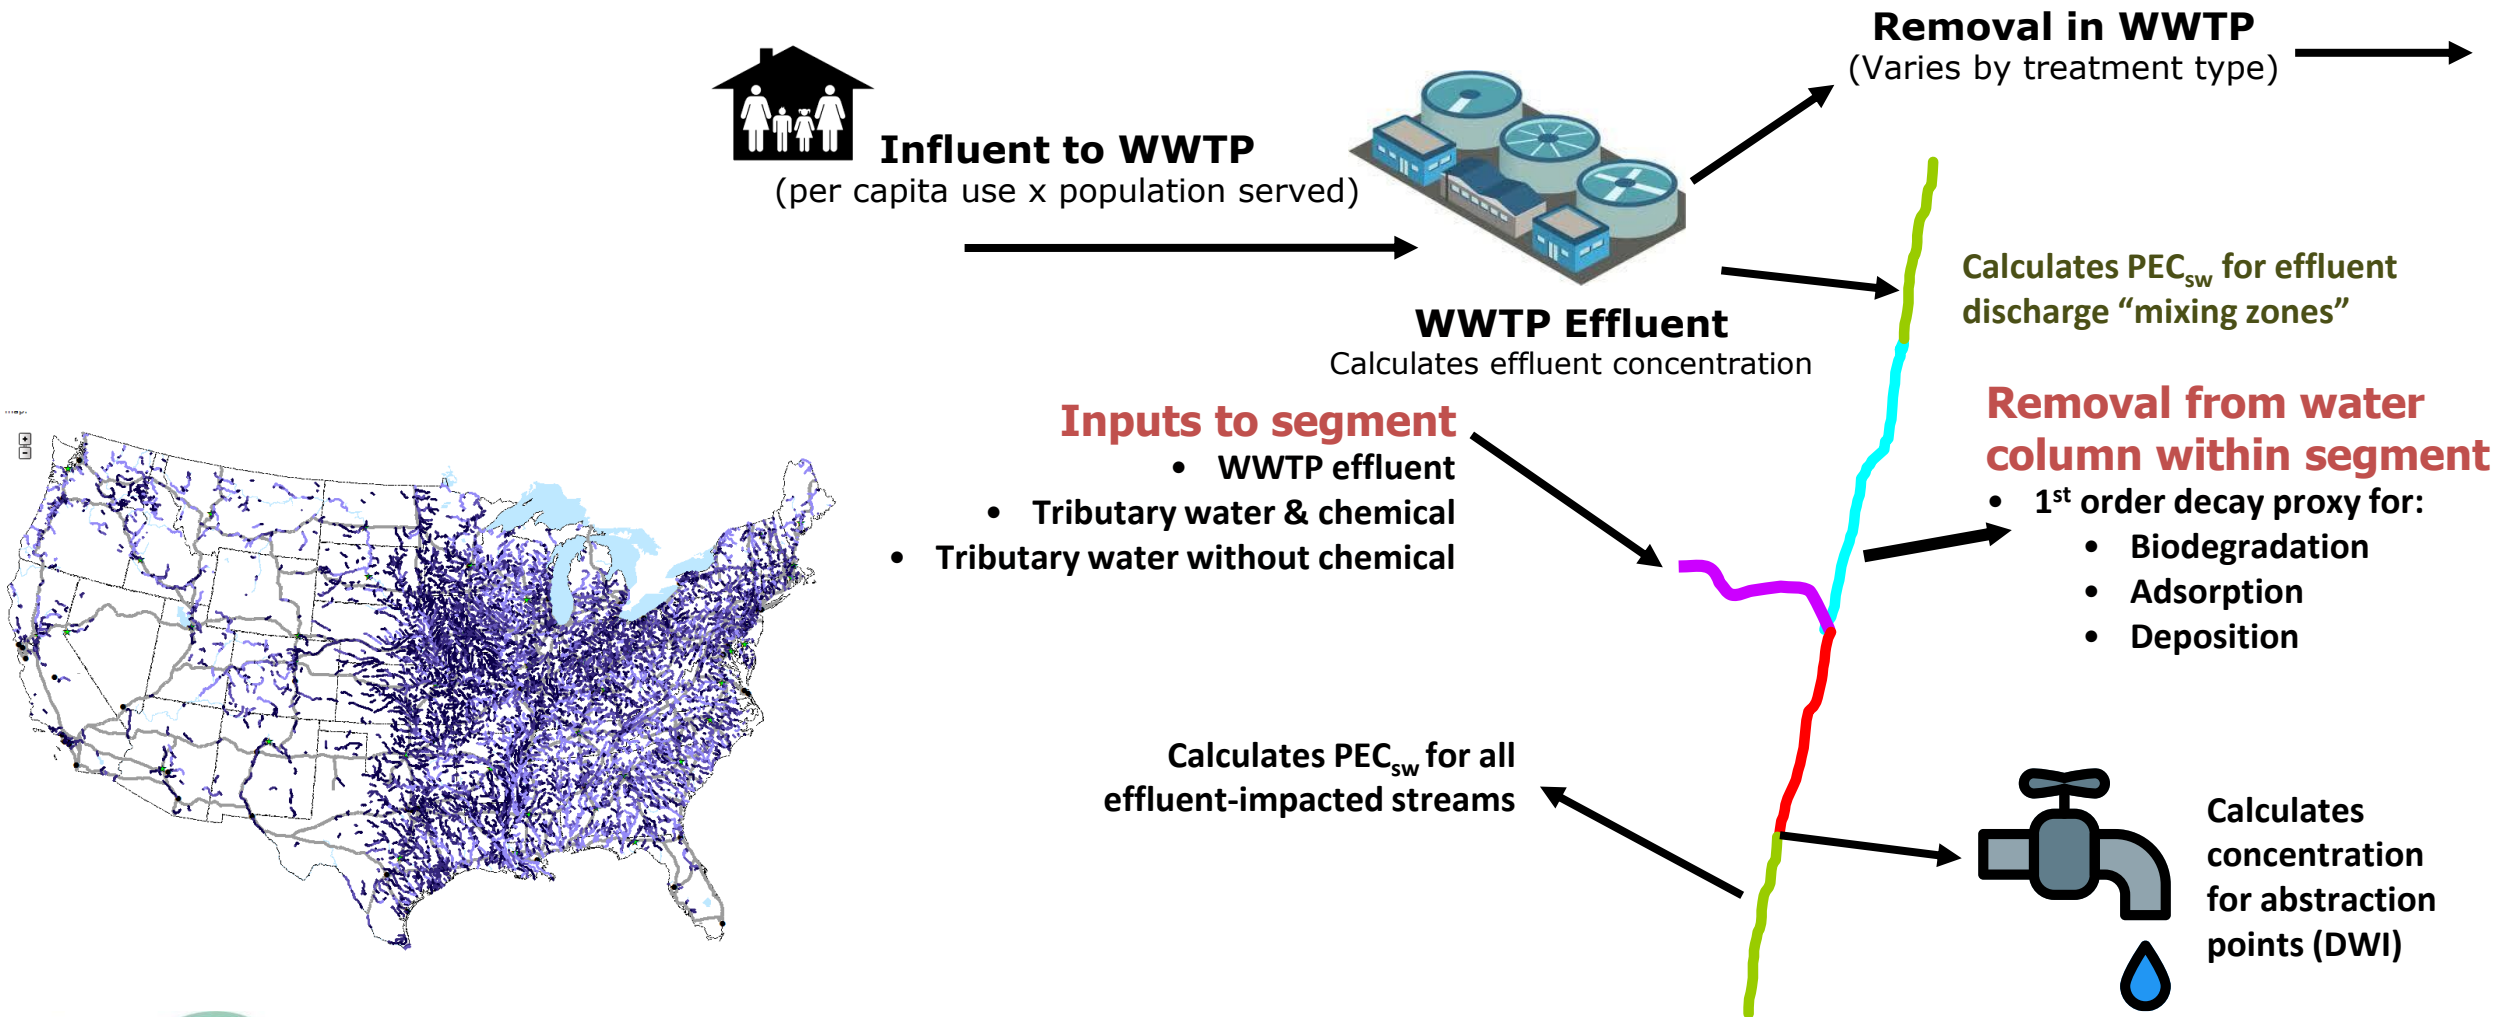 Removal in WWTP
(Varies by treatment type)
Influent to WWTP
(per capita use x population served)
Calculates PECsw for effluent
discharge “mixing zones”
WWTP Effluent
Calculates effluent concentration
Inputs to segment
• WWTP effluent
• Tributary water & chemical
• Tributary water without chemical
Removal from water
column within segment
• 1st order decay proxy for:
• Biodegradation
• Adsorption
• Deposition
Calculates PECsw for all
effluent-impacted streams
Calculates
concentration
for abstraction
points (DWI)